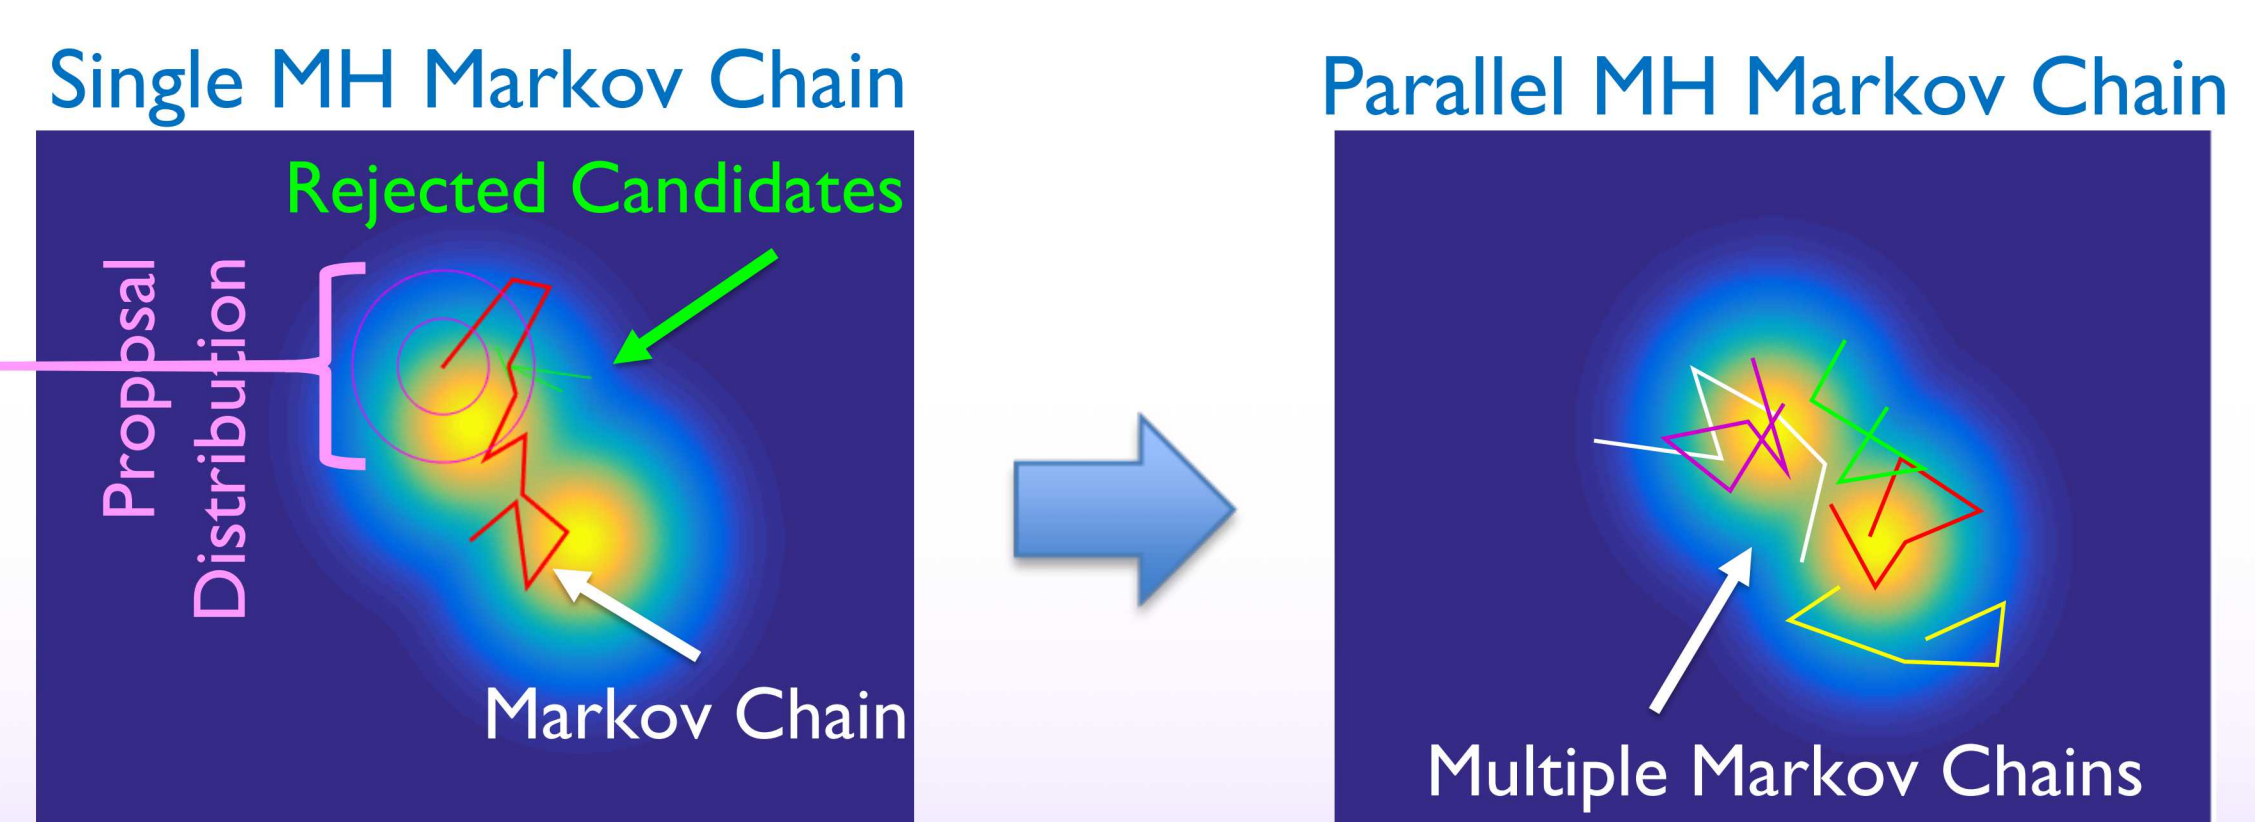 Single MH Markov Chain
Rejected Candidates
Proposal
Distribution
Markov Chain
Parallel MH Markov Chain
Multiple Markov Chains